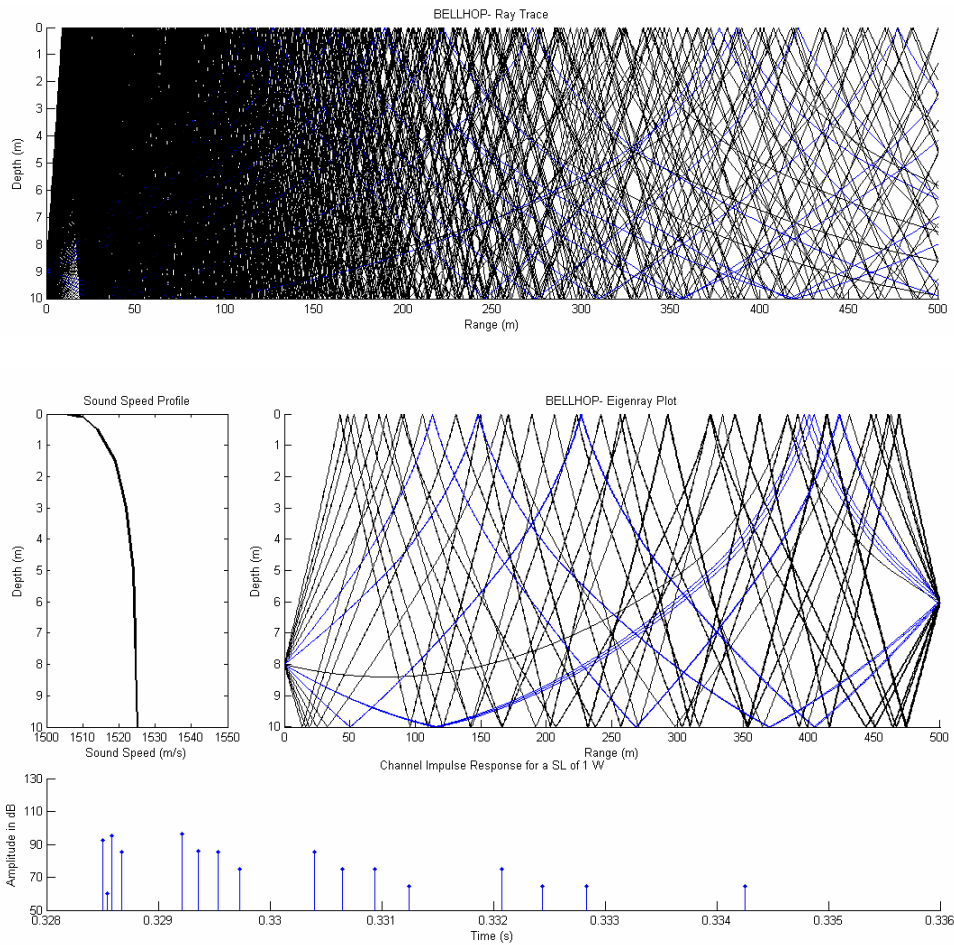 BELLHOP- Ray Trace
0
1
2
3
4
5
6
7
8
9
10
Depth (m)
0 50 100 150 200 250 300 350 400 450 500
Range (m)
Sound Speed Profile
0
1
2
3
4
5
6
7
8
9
10
Depth (m)
1500 1510 1520 1530 1540 1550
Sound Speed (m/s)
BELLHOP- Eigenray Plot
0
1
2
3
4
5
6
7
8
9
10
Depth (m)
0 50 100 150 200 250 300 350 400 450 500
Range (m)
Channel Impulse Response for a SL of 1 W
130
110
90
70
50
Amplitude in dB
0.328 0.329 0.33 0.331 0.332 0.333 0.334 0.335 0.336
Time (s)